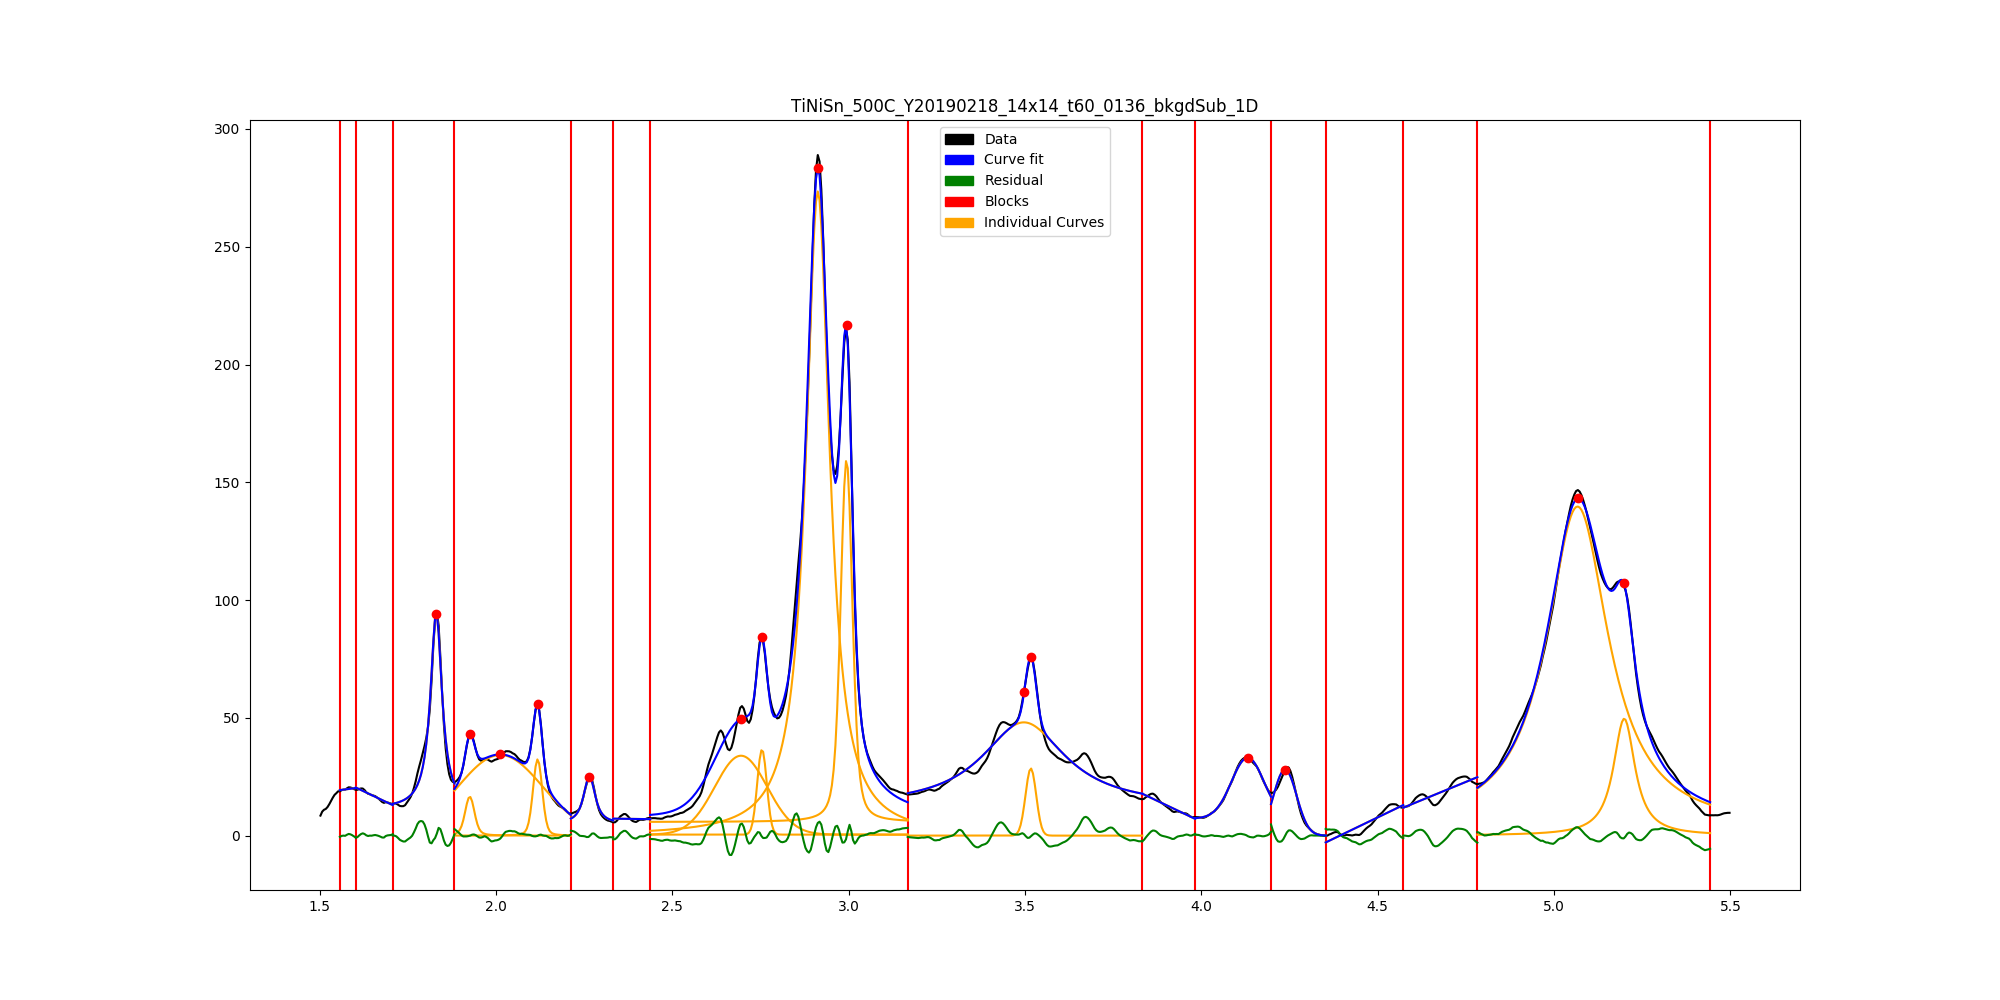 TiNiSn_500C_Y20190218_14x14_t60_0136_bkgdSub_1D
300
250
200
150
100
50
0
Data
Curve fit
Residual
Blocks
Individual Curves
1.5 2.0 2.5 3.0 3.5 4.0 4.5 5.0 5.5